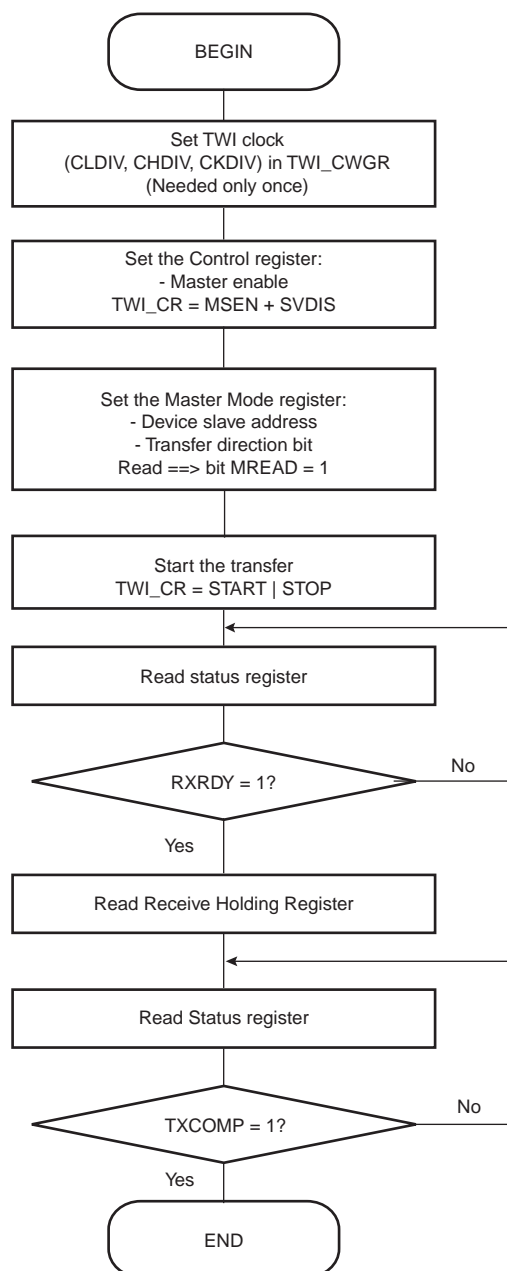 BEGIN
Set TWI clock
(CLDIV, CHDIV, CKDIV) in TWI_CWGR
(Needed only once)
Set the Control register:
- Master enable
TWI_CR = MSEN + SVDIS
Set the Master Mode register:
- Device slave address
- Transfer direction bit
Read ==> bit MREAD = 1
Start the transfer
TWI_CR = START | STOP
Read status register
RXRDY = 1?
No
Yes
Read Receive Holding Register
Read Status register
TXCOMP = 1?
No
Yes
END